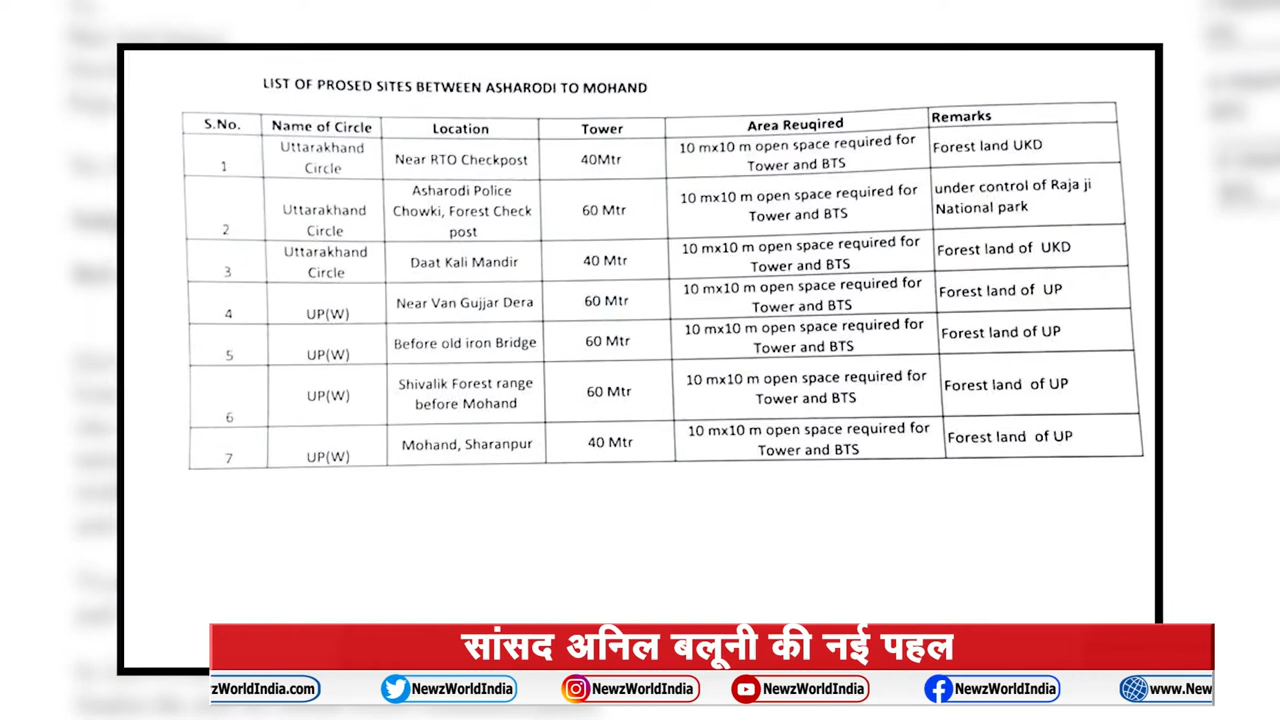 LIST OF PROSED SITES BETWEEN ASHARODI TO MOHAND
S.No. Name of Circle Location Tower Area Reuqired Remarks
1 Uttarakhand Circle Near RTO Checkpost 40Mtr 10 mx10 m open space required for Tower and BTS Forest land UKD
2 Uttarakhand Circle Asharodi Police Chowki, Forest Check post 60 Mtr 10 mx10 m open space required for Tower and BTS under control of Raja ji National park
3 Uttarakhand Circle Daat Kali Mandir 40 Mtr 10 mx10 m open space required for Tower and BTS Forest land of UKD
4 UP(W) Near Van Gujjar Dera 60 Mtr 10 mx10 m open space required for Tower and BTS Forest land of UP
5 UP(W) Before old iron Bridge 60 Mtr 10 mx10 m open space required for Tower and BTS Forest land of UP
6 UP(W) Shivalik Forest range before Mohand 60 Mtr 10 mx10 m open space required for Tower and BTS Forest land of UP
7 UP(W) Mohand, Sharanpur 40 Mtr 10 mx10 m open space required for Tower and BTS Forest land of UP
सांसद अनिल बलूनी की नई पहल
zWorldIndia.com NewzWorldIndia NewzWorldIndia NewzWorldIndia NewzWorldIndia www.New